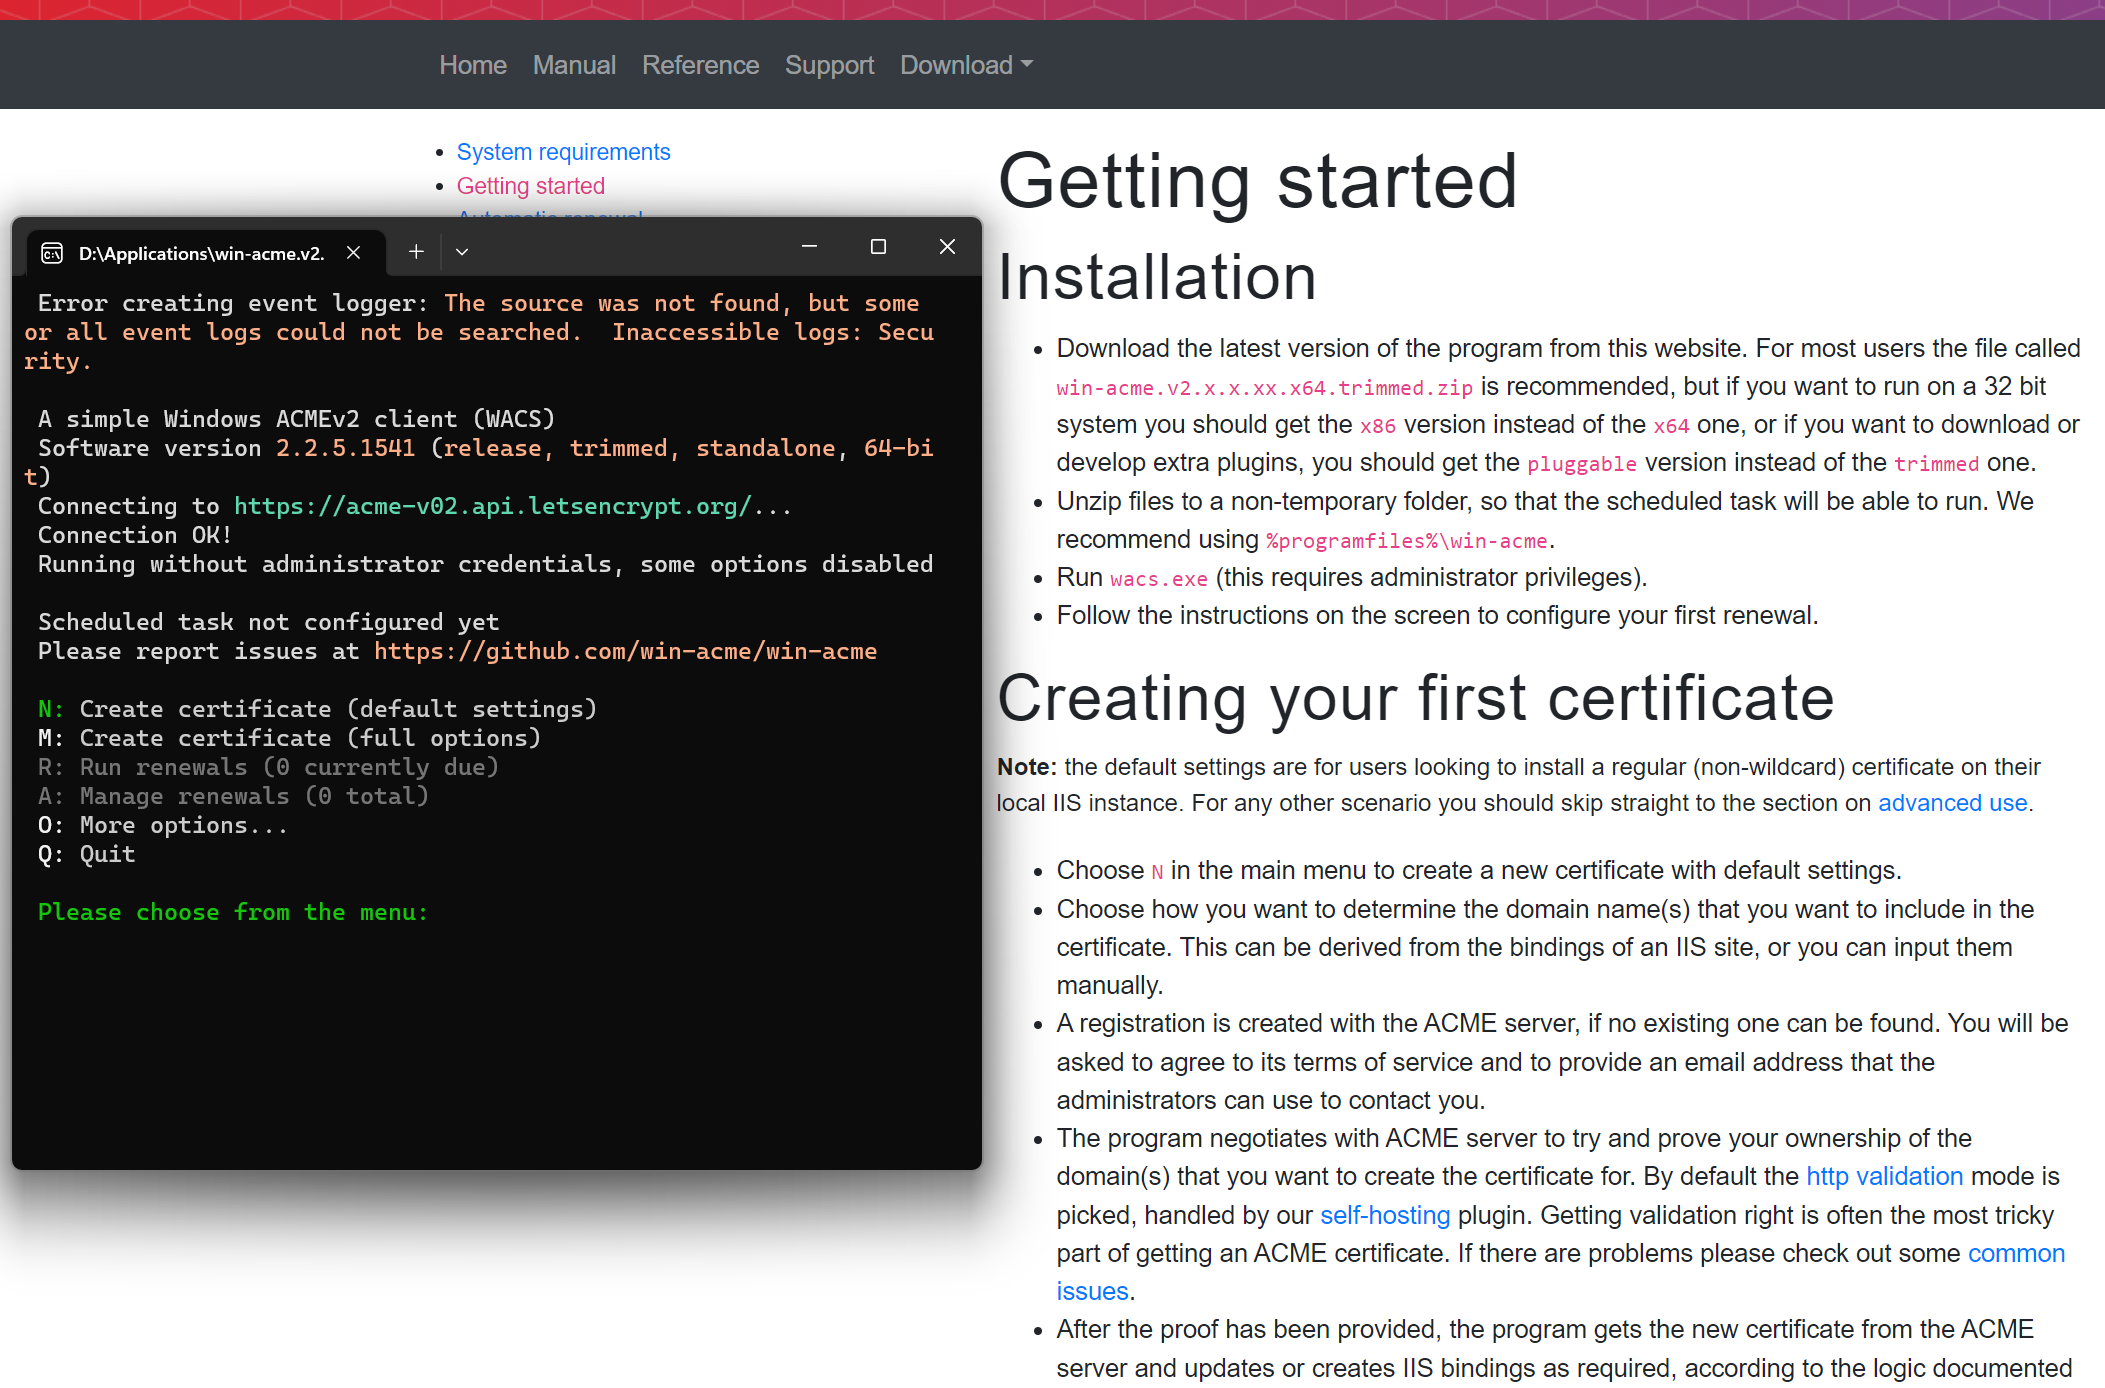 Home Manual Reference Support Download
System requirements
Getting started
Automatic renewal
D:\Applications\win-acme.v2.
Error creating event logger: The source was not found, but some
or all event logs could not be searched.  Inaccessible logs: Secu
rity.
A simple Windows ACMEv2 client (WACS)
Software version 2.2.5.1541 (release, trimmed, standalone, 64-bi
t)
Connecting to https://acme-v02.api.letsencrypt.org/...
Connection OK!
Running without administrator credentials, some options disabled
Scheduled task not configured yet
Please report issues at https://github.com/win-acme/win-acme
N: Create certificate (default settings)
M: Create certificate (full options)
R: Run renewals (0 currently due)
A: Manage renewals (0 total)
O: More options...
Q: Quit
Please choose from the menu:
Getting started
Installation
Download the latest version of the program from this website. For most users the file called
win-acme.v2.x.x.xx.x64.trimmed.zip is recommended, but if you want to run on a 32 bit
system you should get the x86 version instead of the x64 one, or if you want to download or
develop extra plugins, you should get the pluggable version instead of the trimmed one.
Unzip files to a non-temporary folder, so that the scheduled task will be able to run. We
recommend using %programfiles%\win-acme.
Run wacs.exe (this requires administrator privileges).
Follow the instructions on the screen to configure your first renewal.
Creating your first certificate
Note: the default settings are for users looking to install a regular (non-wildcard) certificate on their
local IIS instance. For any other scenario you should skip straight to the section on advanced use.
Choose N in the main menu to create a new certificate with default settings.
Choose how you want to determine the domain name(s) that you want to include in the
certificate. This can be derived from the bindings of an IIS site, or you can input them
manually.
A registration is created with the ACME server, if no existing one can be found. You will be
asked to agree to its terms of service and to provide an email address that the
administrators can use to contact you.
The program negotiates with ACME server to try and prove your ownership of the
domain(s) that you want to create the certificate for. By default the http validation mode is
picked, handled by our self-hosting plugin. Getting validation right is often the most tricky
part of getting an ACME certificate. If there are problems please check out some common
issues.
After the proof has been provided, the program gets the new certificate from the ACME
server and updates or creates IIS bindings as required, according to the logic documented